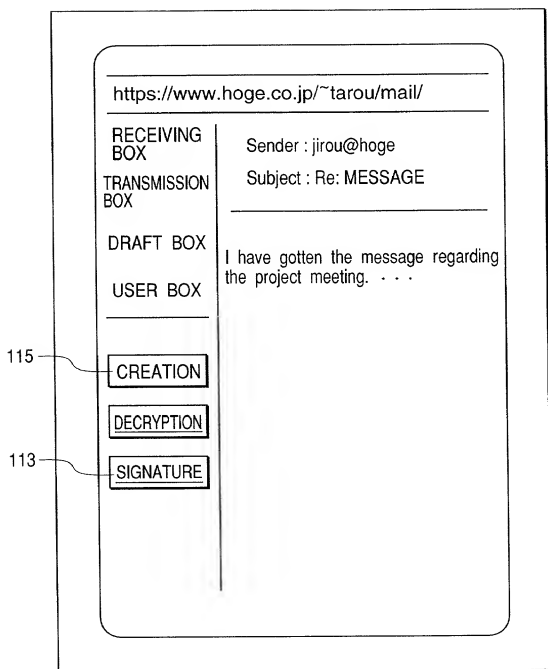 https://www.hoge.co.jp/~tarou/mail/
RECEIVING
BOX
TRANSMISSION
BOX
DRAFT BOX
USER BOX
115
CREATION
DECRYPTION
113
SIGNATURE
Sender : jirou@hoge
Subject : Re: MESSAGE
I have gotten the message regarding
the project meeting. · · ·